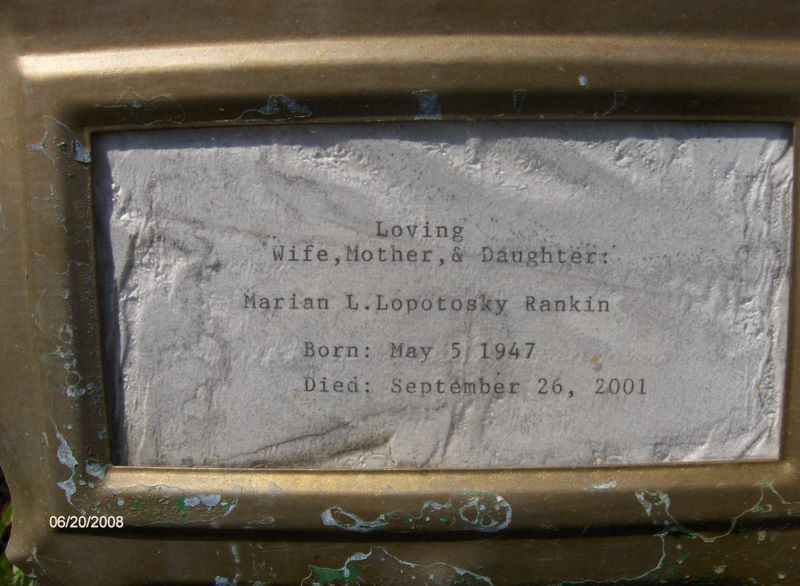 Loving
Wife,Mother,& Daughter:
Marian L.Lopotosky Rankin
Born: May 5 1947
Died: September 26, 2001
06/20/2008